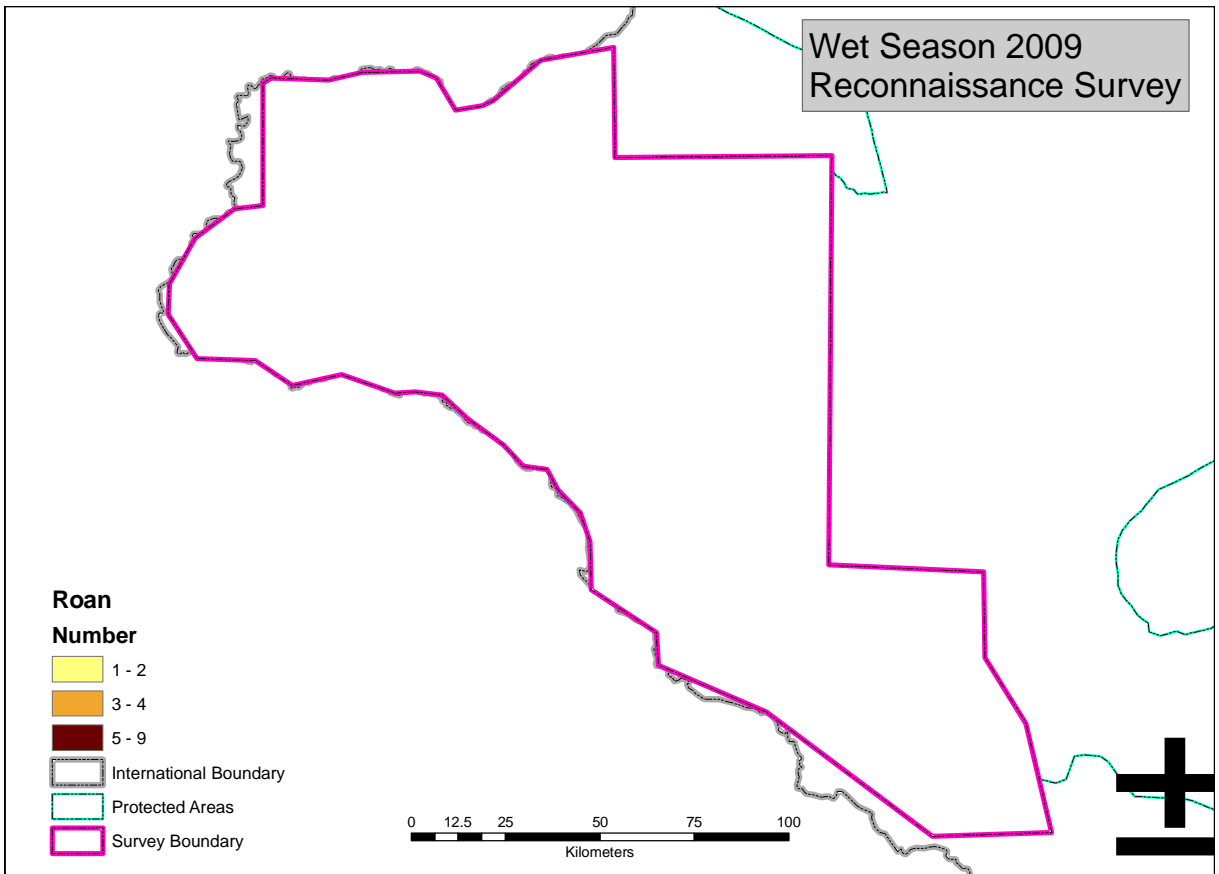 Wet Season 2009
Reconnaissance Survey
Roan
Number
1 - 2
3 - 4
5 - 9
International Boundary
Protected Areas
Survey Boundary
0 12.5 25 50 75 100
Kilometers